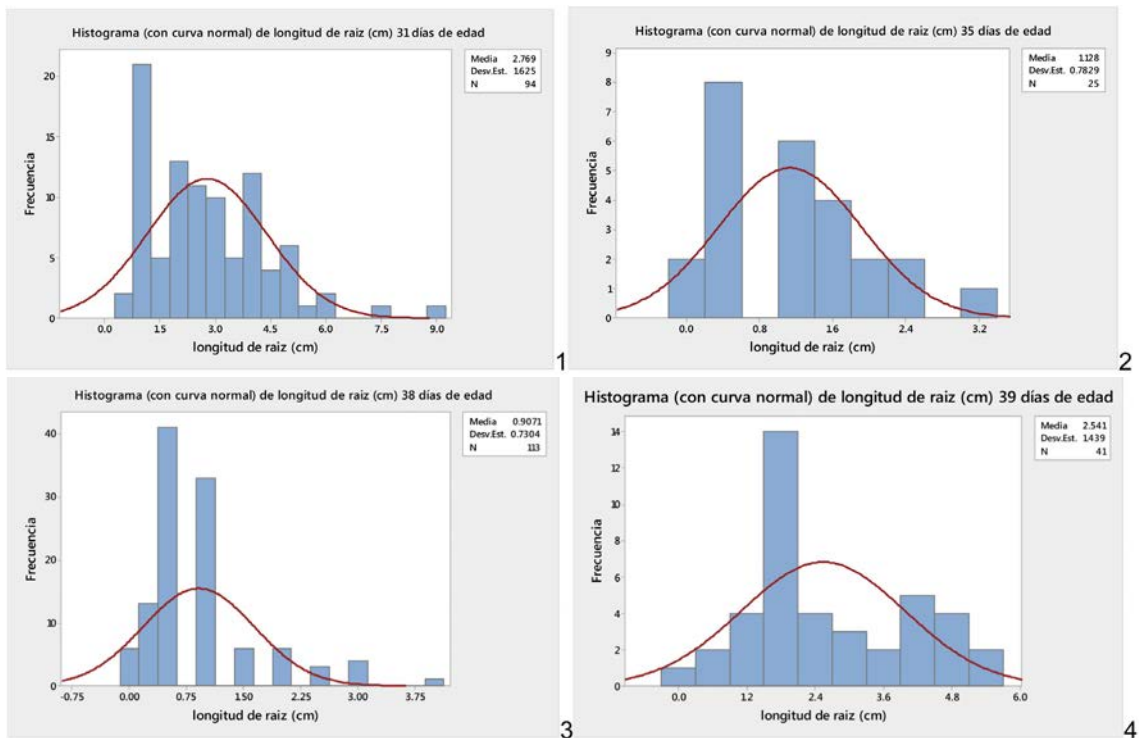 Histograma (con curva normal) de longitud de raiz (cm) 31 días de edad
Media 2.769
Desv.Est. 1625
N 94
Frecuencia
20
15
10
5
0
0.0 1.5 3.0 4.5 6.0 7.5 9.0
longitud de raiz (cm)
1
Histograma (con curva normal) de longitud de raiz (cm) 35 días de edad
Media 1.128
Desv.Est. 0.7829
N 25
Frecuencia
9
8
7
6
5
4
3
2
1
0
0.0 0.8 1.6 2.4 3.2
longitud de raiz (cm)
2
Histograma (con curva normal) de longitud de raiz (cm) 38 días de edad
Media 0.9071
Desv.Est. 0.7304
N 113
Frecuencia
40
30
20
10
0
-0.75 0.00 0.75 1.50 2.25 3.00 3.75
longitud de raiz (cm)
3
Histograma (con curva normal) de longitud de raiz (cm) 39 días de edad
Media 2.541
Desv.Est. 1.439
N 41
Frecuencia
14
12
10
8
6
4
2
0
0.0 1.2 2.4 3.6 4.8 6.0
longitud de raiz (cm)
4